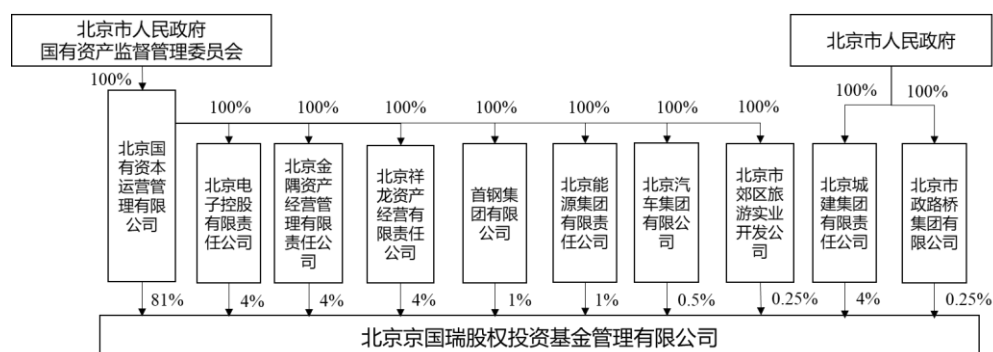 北京市人民政府
国有资产监督管理委员会
北京市人民政府
100%
100%
100%
100%
100%
100%
100%
100%
100%
100%
北京国
有资本
运营管
理有限
公司
北京电
子控股
有限责
任公司
北京金
隅资产
经营管
理有限
责任公
司
北京祥
龙资产
经营有
限责任
公司
首钢集
团有限
公司
北京能
源集团
有限责
任公司
北京汽
车集团
有限公
司
北京市
郊区旅
游实业
开发公
司
北京城
建集团
有限责
任公司
北京市
政路桥
集团有
限公司
81%
4%
4%
4%
1%
1%
0.5%
0.25%
4%
0.25%
北京京国瑞股权投资基金管理有限公司